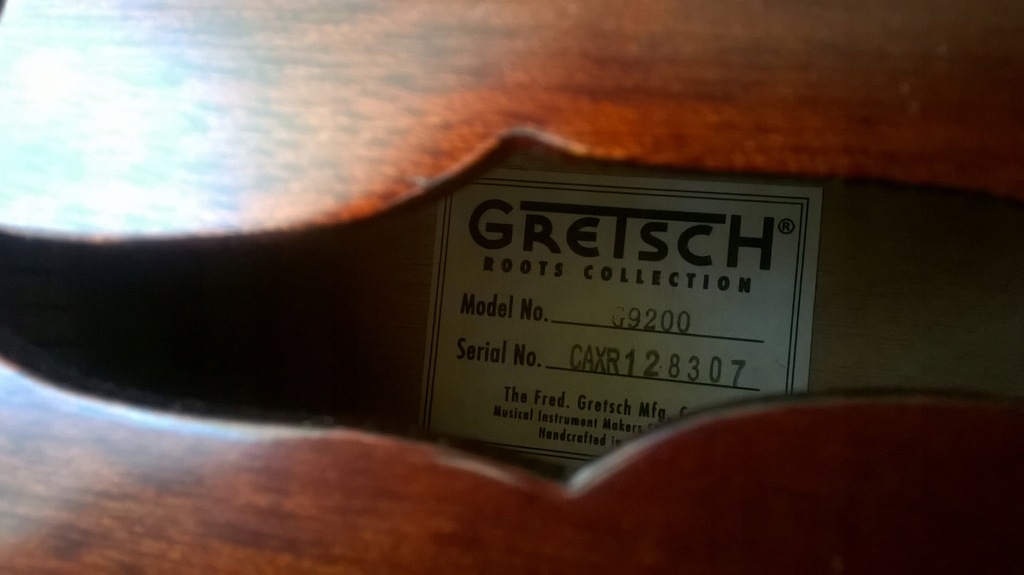 GRETSCH®
ROOTS COLLECTION
Model No. G9200
Serial No. CAXR128307
The Fred. Gretsch Mfg.
Musical Instrument Makers
Handcrafted in